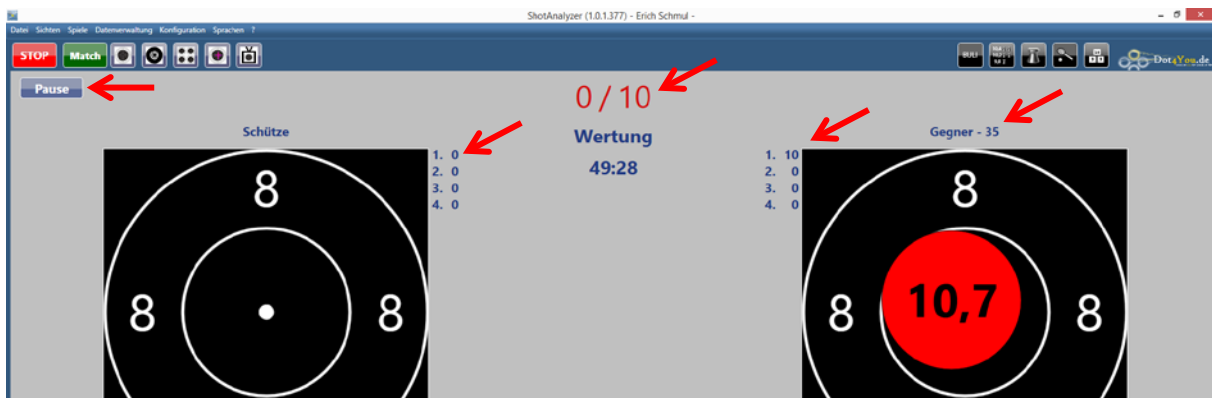 ShotAnalyzer (1.0.1.377) - Erich Schmul -
Datei Sichten Spiele Datenverwaltung Konfiguration Sprachen ?
STOP Match
BULI
Dot4You.de
Pause
0 / 10
Schütze
Wertung
Gegner - 35
49:28
1. 0
2. 0
3. 0
4. 0
1. 10
2. 0
3. 0
4. 0
8
8
8
8
10,7
8
8